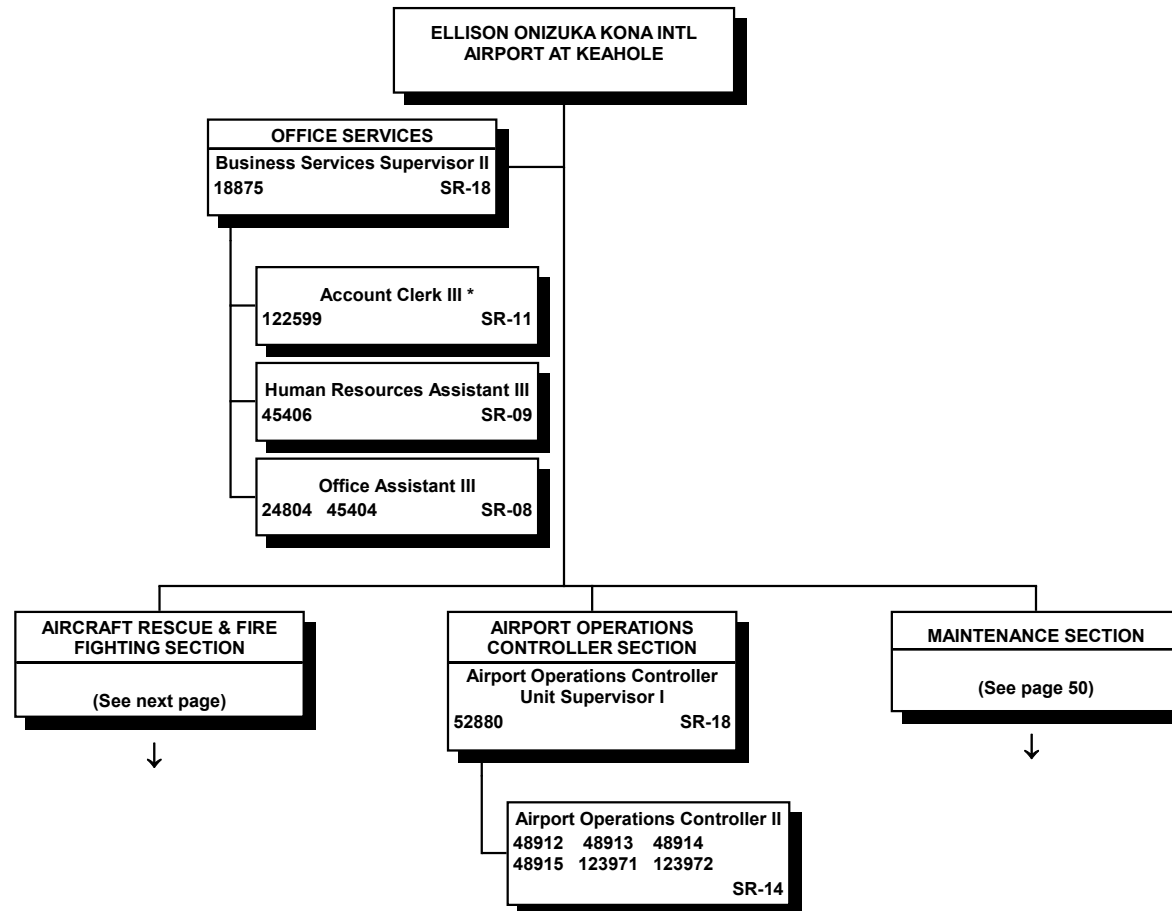 ELLISON ONIZUKA KONA INTL
AIRPORT AT KEAHOLE
OFFICE SERVICES
Business Services Supervisor II
18875 SR-18
Account Clerk III *
122599 SR-11
Human Resources Assistant III
45406 SR-09
Office Assistant III
24804 45404 SR-08
AIRCRAFT RESCUE & FIRE
FIGHTING SECTION
(See next page)
AIRPORT OPERATIONS
CONTROLLER SECTION
Airport Operations Controller
Unit Supervisor I
52880 SR-18
Airport Operations Controller II
48912 48913 48914
48915 123971 123972
SR-14
MAINTENANCE SECTION
(See page 50)